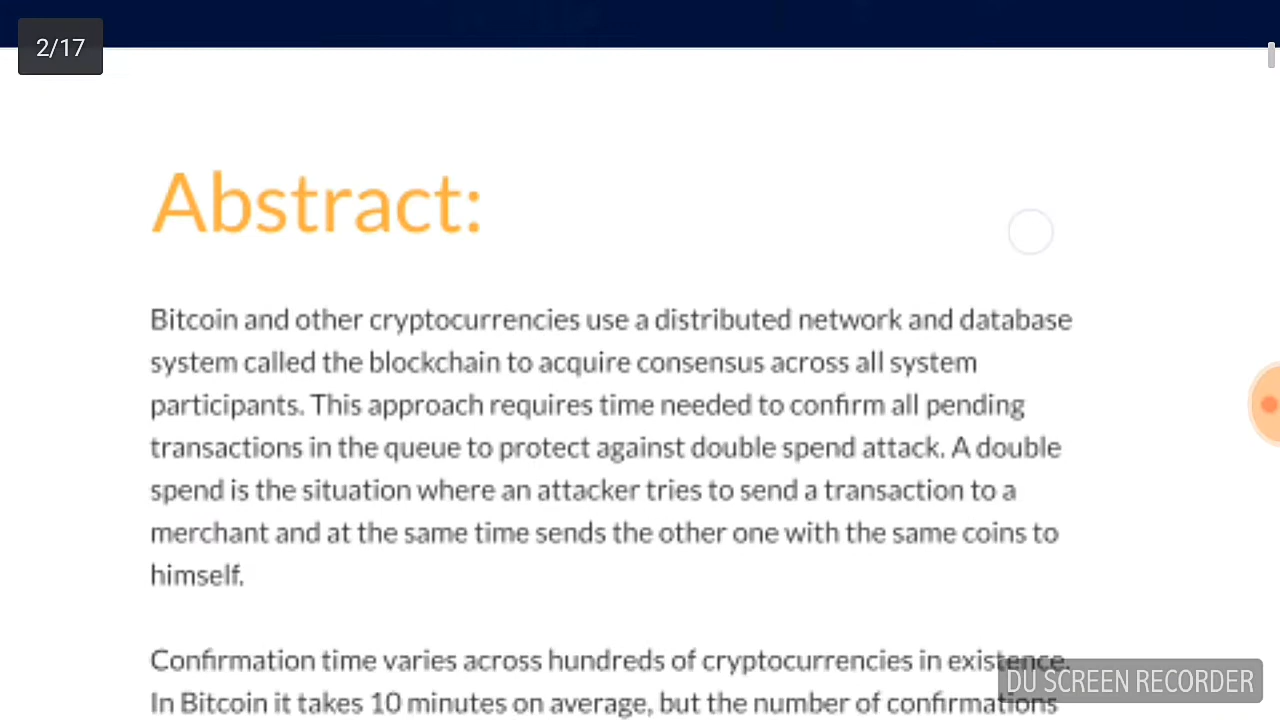 2/17
Abstract:
Bitcoin and other cryptocurrencies use a distributed network and database
system called the blockchain to acquire consensus across all system
participants. This approach requires time needed to confirm all pending
transactions in the queue to protect against double spend attack. A double
spend is the situation where an attacker tries to send a transaction to a
merchant and at the same time sends the other one with the same coins to
himself.
Confirmation time varies across hundreds of cryptocurrencies in existence.
In Bitcoin it takes 10 minutes on average, but the number of confirmations
DU SCREEN RECORDER